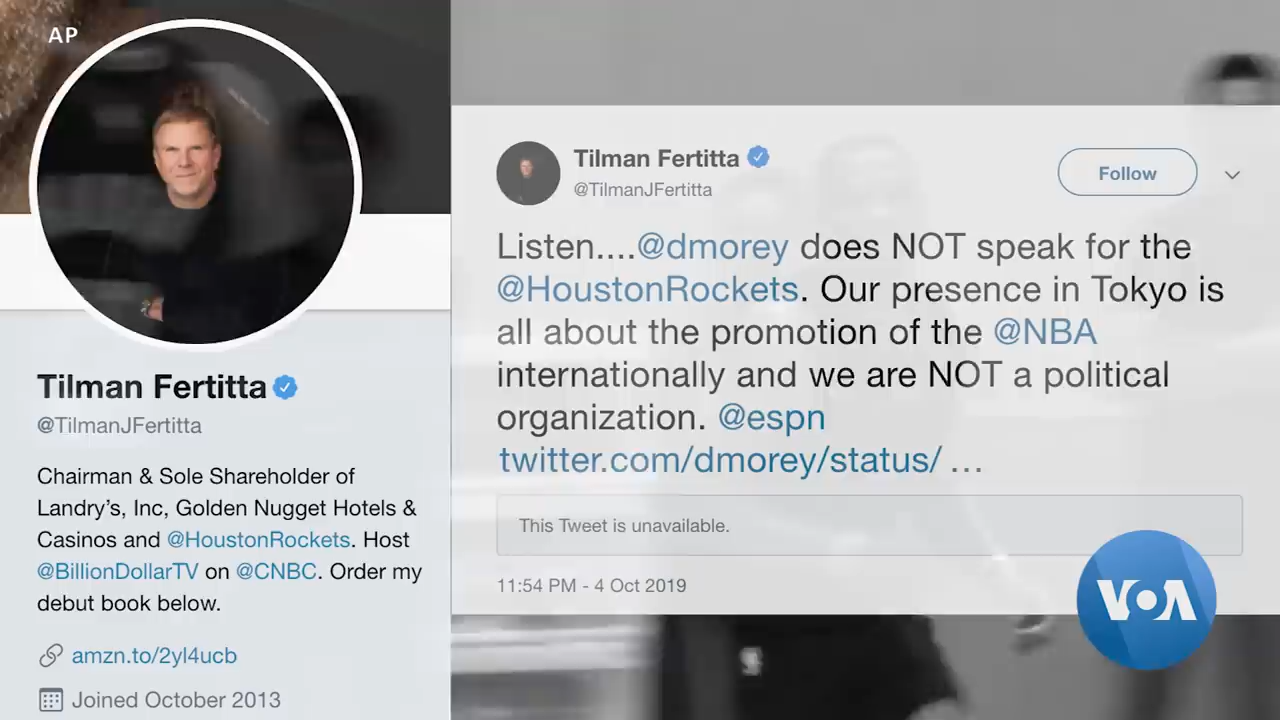 AP
Tilman Fertitta
@TilmanJFertitta
Chairman & Sole Shareholder of
Landry's, Inc, Golden Nugget Hotels &
Casinos and @HoustonRockets. Host
@BillionDollarTV on @CNBC. Order my
debut book below.
amzn.to/2yl4ucb
Joined October 2013
Tilman Fertitta
@TilmanJFertitta
Follow
Listen....@dmorey does NOT speak for the
@HoustonRockets. Our presence in Tokyo is
all about the promotion of the @NBA
internationally and we are NOT a political
organization. @espn
twitter.com/dmorey/status/ …
This Tweet is unavailable.
11:54 PM - 4 Oct 2019
VOA